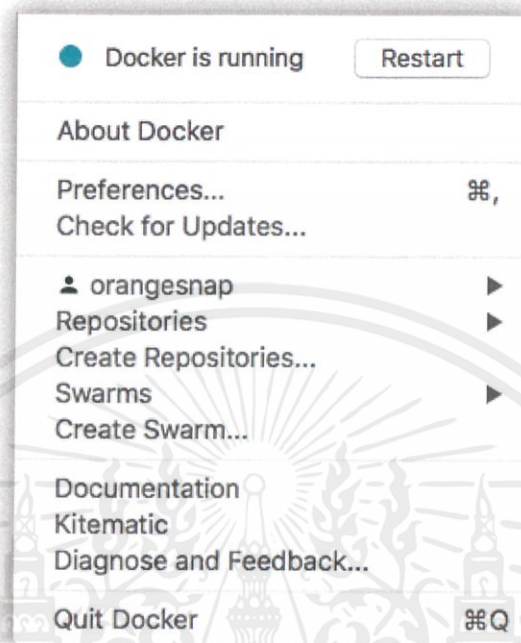 Docker is running Restart
About Docker
Preferences... ⌘,
Check for Updates...
orangesnap
Repositories
Create Repositories...
Swarms
Create Swarm...
Documentation
Kitematic
Diagnose and Feedback...
Quit Docker ⌘Q